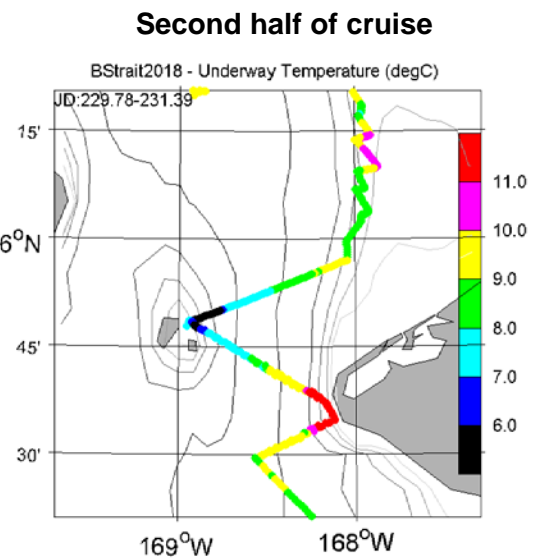 Second half of cruise
BStrait2018 - Underway Temperature (degC)
JD:229.78-231.39
15'
6°N
45'
30'
169°W
168°W
11.0
10.0
9.0
8.0
7.0
6.0